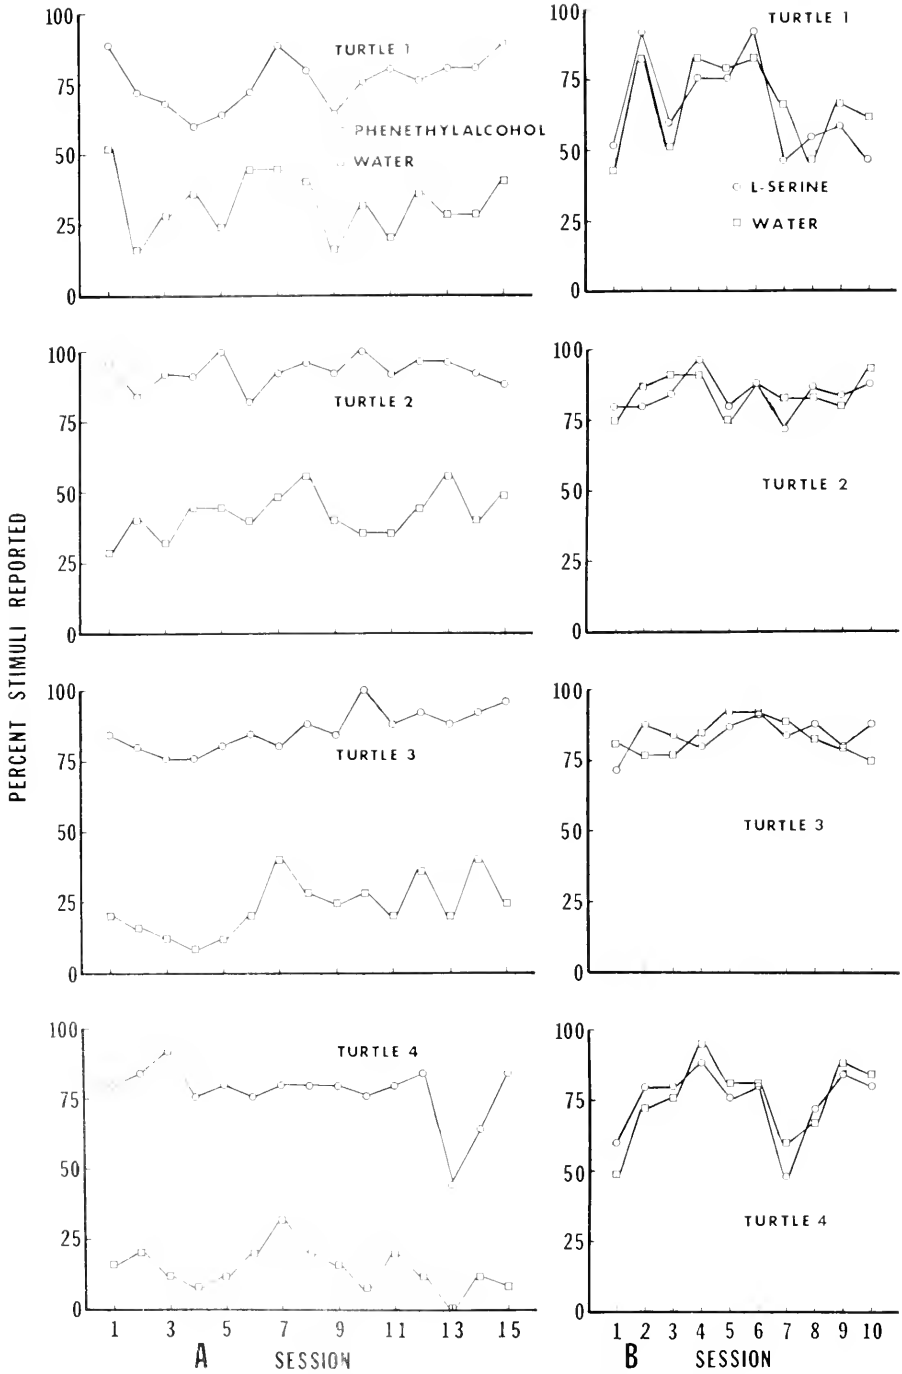 PERCENT STIMULI REPORTED
100
75
50
25
0
TURTLE 1
PHENETHYLALCOHOL
WATER
100
75
50
25
0
TURTLE 1
L-SERINE
WATER
100
75
50
25
0
TURTLE 2
100
75
50
25
0
TURTLE 2
100
75
50
25
0
TURTLE 3
100
75
50
25
0
TURTLE 3
100
75
50
25
0
TURTLE 4
1 3 5 7 9 11 13 15
A SESSION
100
75
50
25
0
TURTLE 4
1 2 3 4 5 6 7 8 9 10
B SESSION